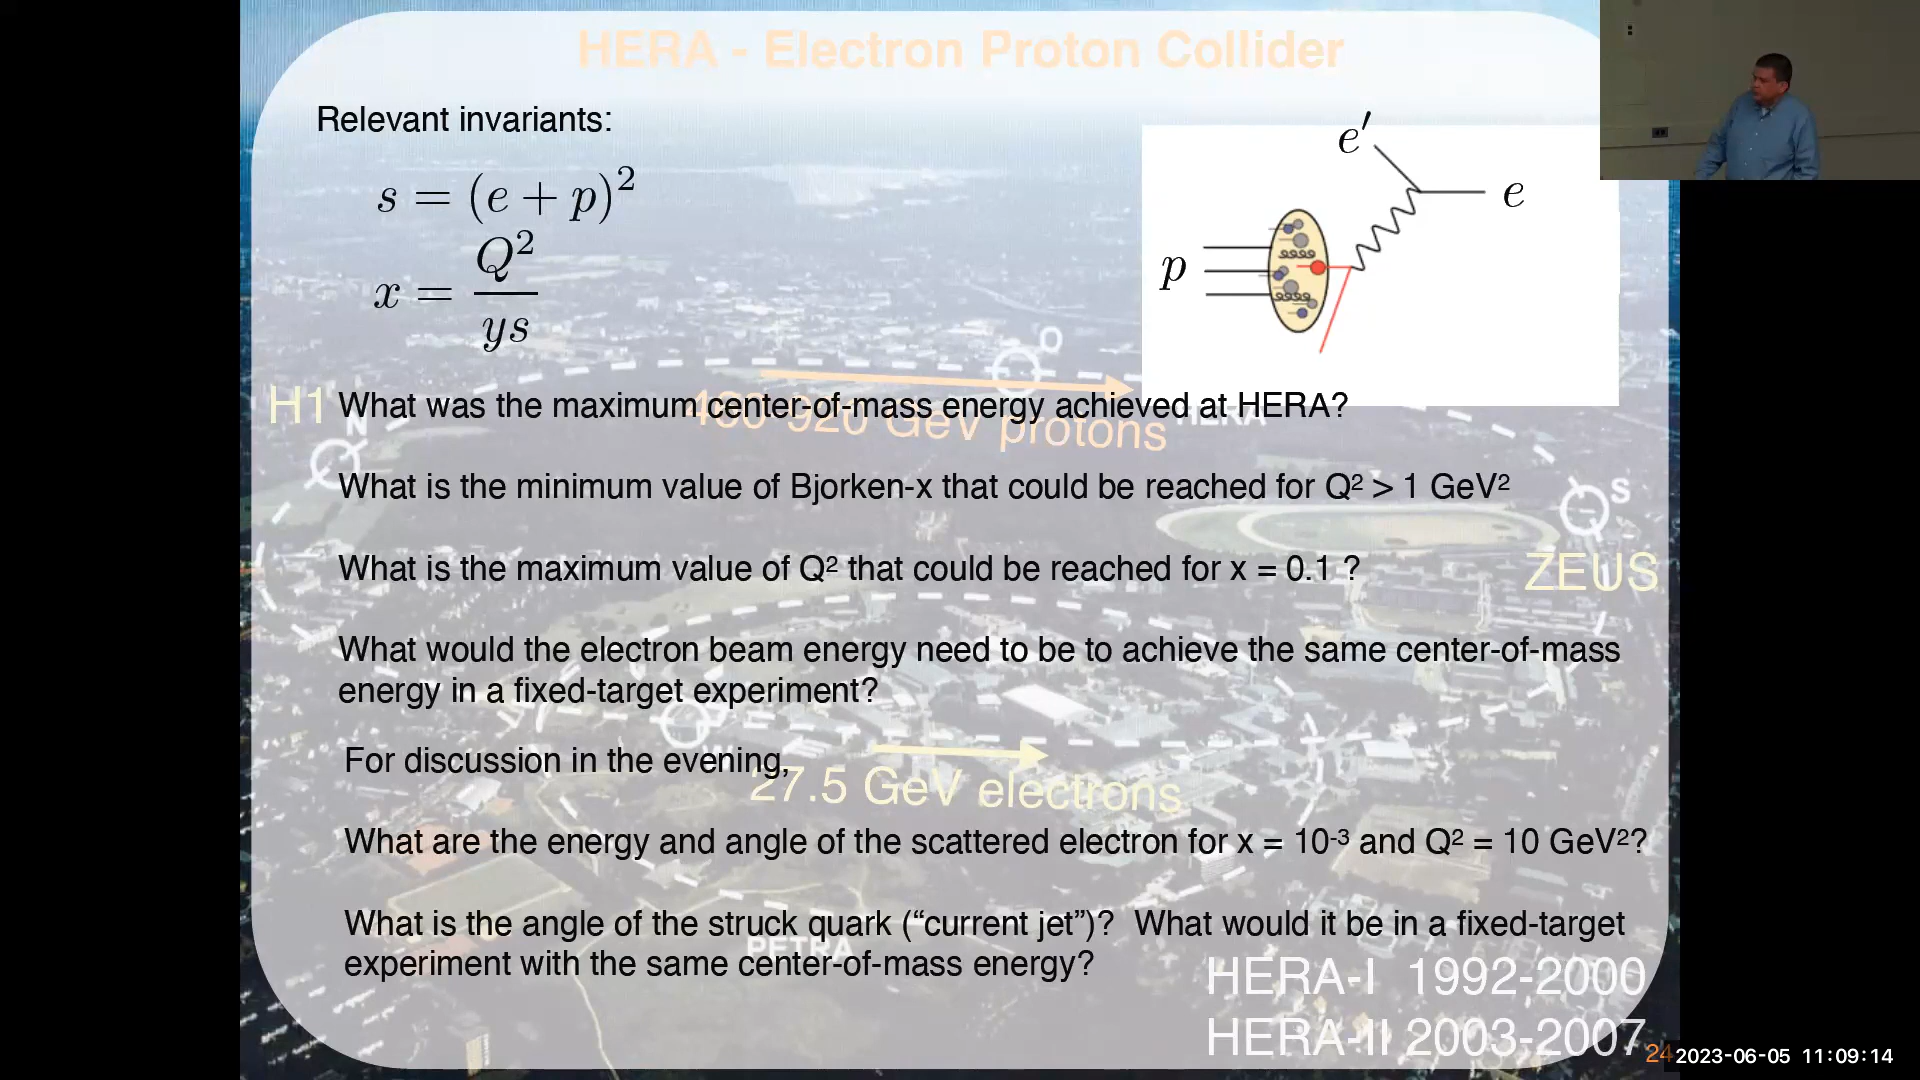 HERA - Electron Proton Collider
Relevant invariants:
s = (e + p)²
x = Q² / ys
e′
e
p
O
H1
N
What was the maximum center-of-mass energy achieved at HERA?
920 GeV protons
HERA
What is the minimum value of Bjorken-x that could be reached for Q² > 1 GeV²
S
What is the maximum value of Q² that could be reached for x = 0.1 ?
ZEUS
What would the electron beam energy need to be to achieve the same center-of-mass
energy in a fixed-target experiment?
For discussion in the evening,
27.5 GeV electrons
What are the energy and angle of the scattered electron for x = 10⁻³ and Q² = 10 GeV²?
What is the angle of the struck quark (“current jet”)? What would it be in a fixed-target
PETRA
experiment with the same center-of-mass energy?
HERA-I 1992-2000
HERA-II 2003-2007
24
2023-06-05 11:09:14